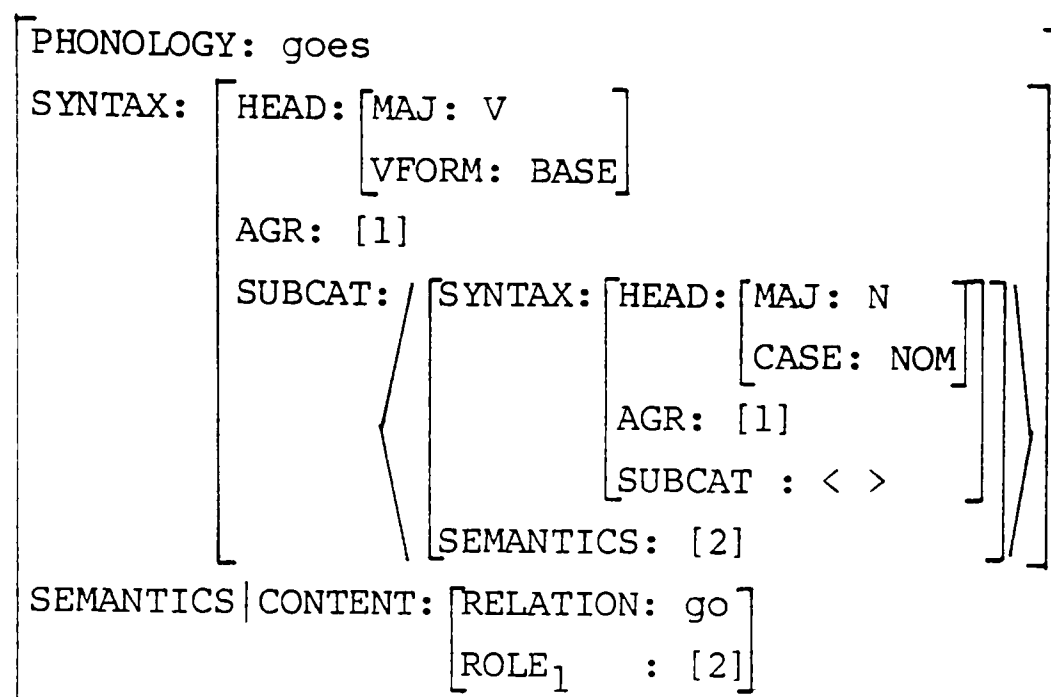 PHONOLOGY: goes
SYNTAX: HEAD: MAJ: V
VFORM: BASE
AGR: [1]
SUBCAT: < SYNTAX: HEAD: MAJ: N
CASE: NOM
AGR: [1]
SUBCAT : < >
SEMANTICS: [2] >
SEMANTICS|CONTENT: RELATION: go
ROLE₁ : [2]